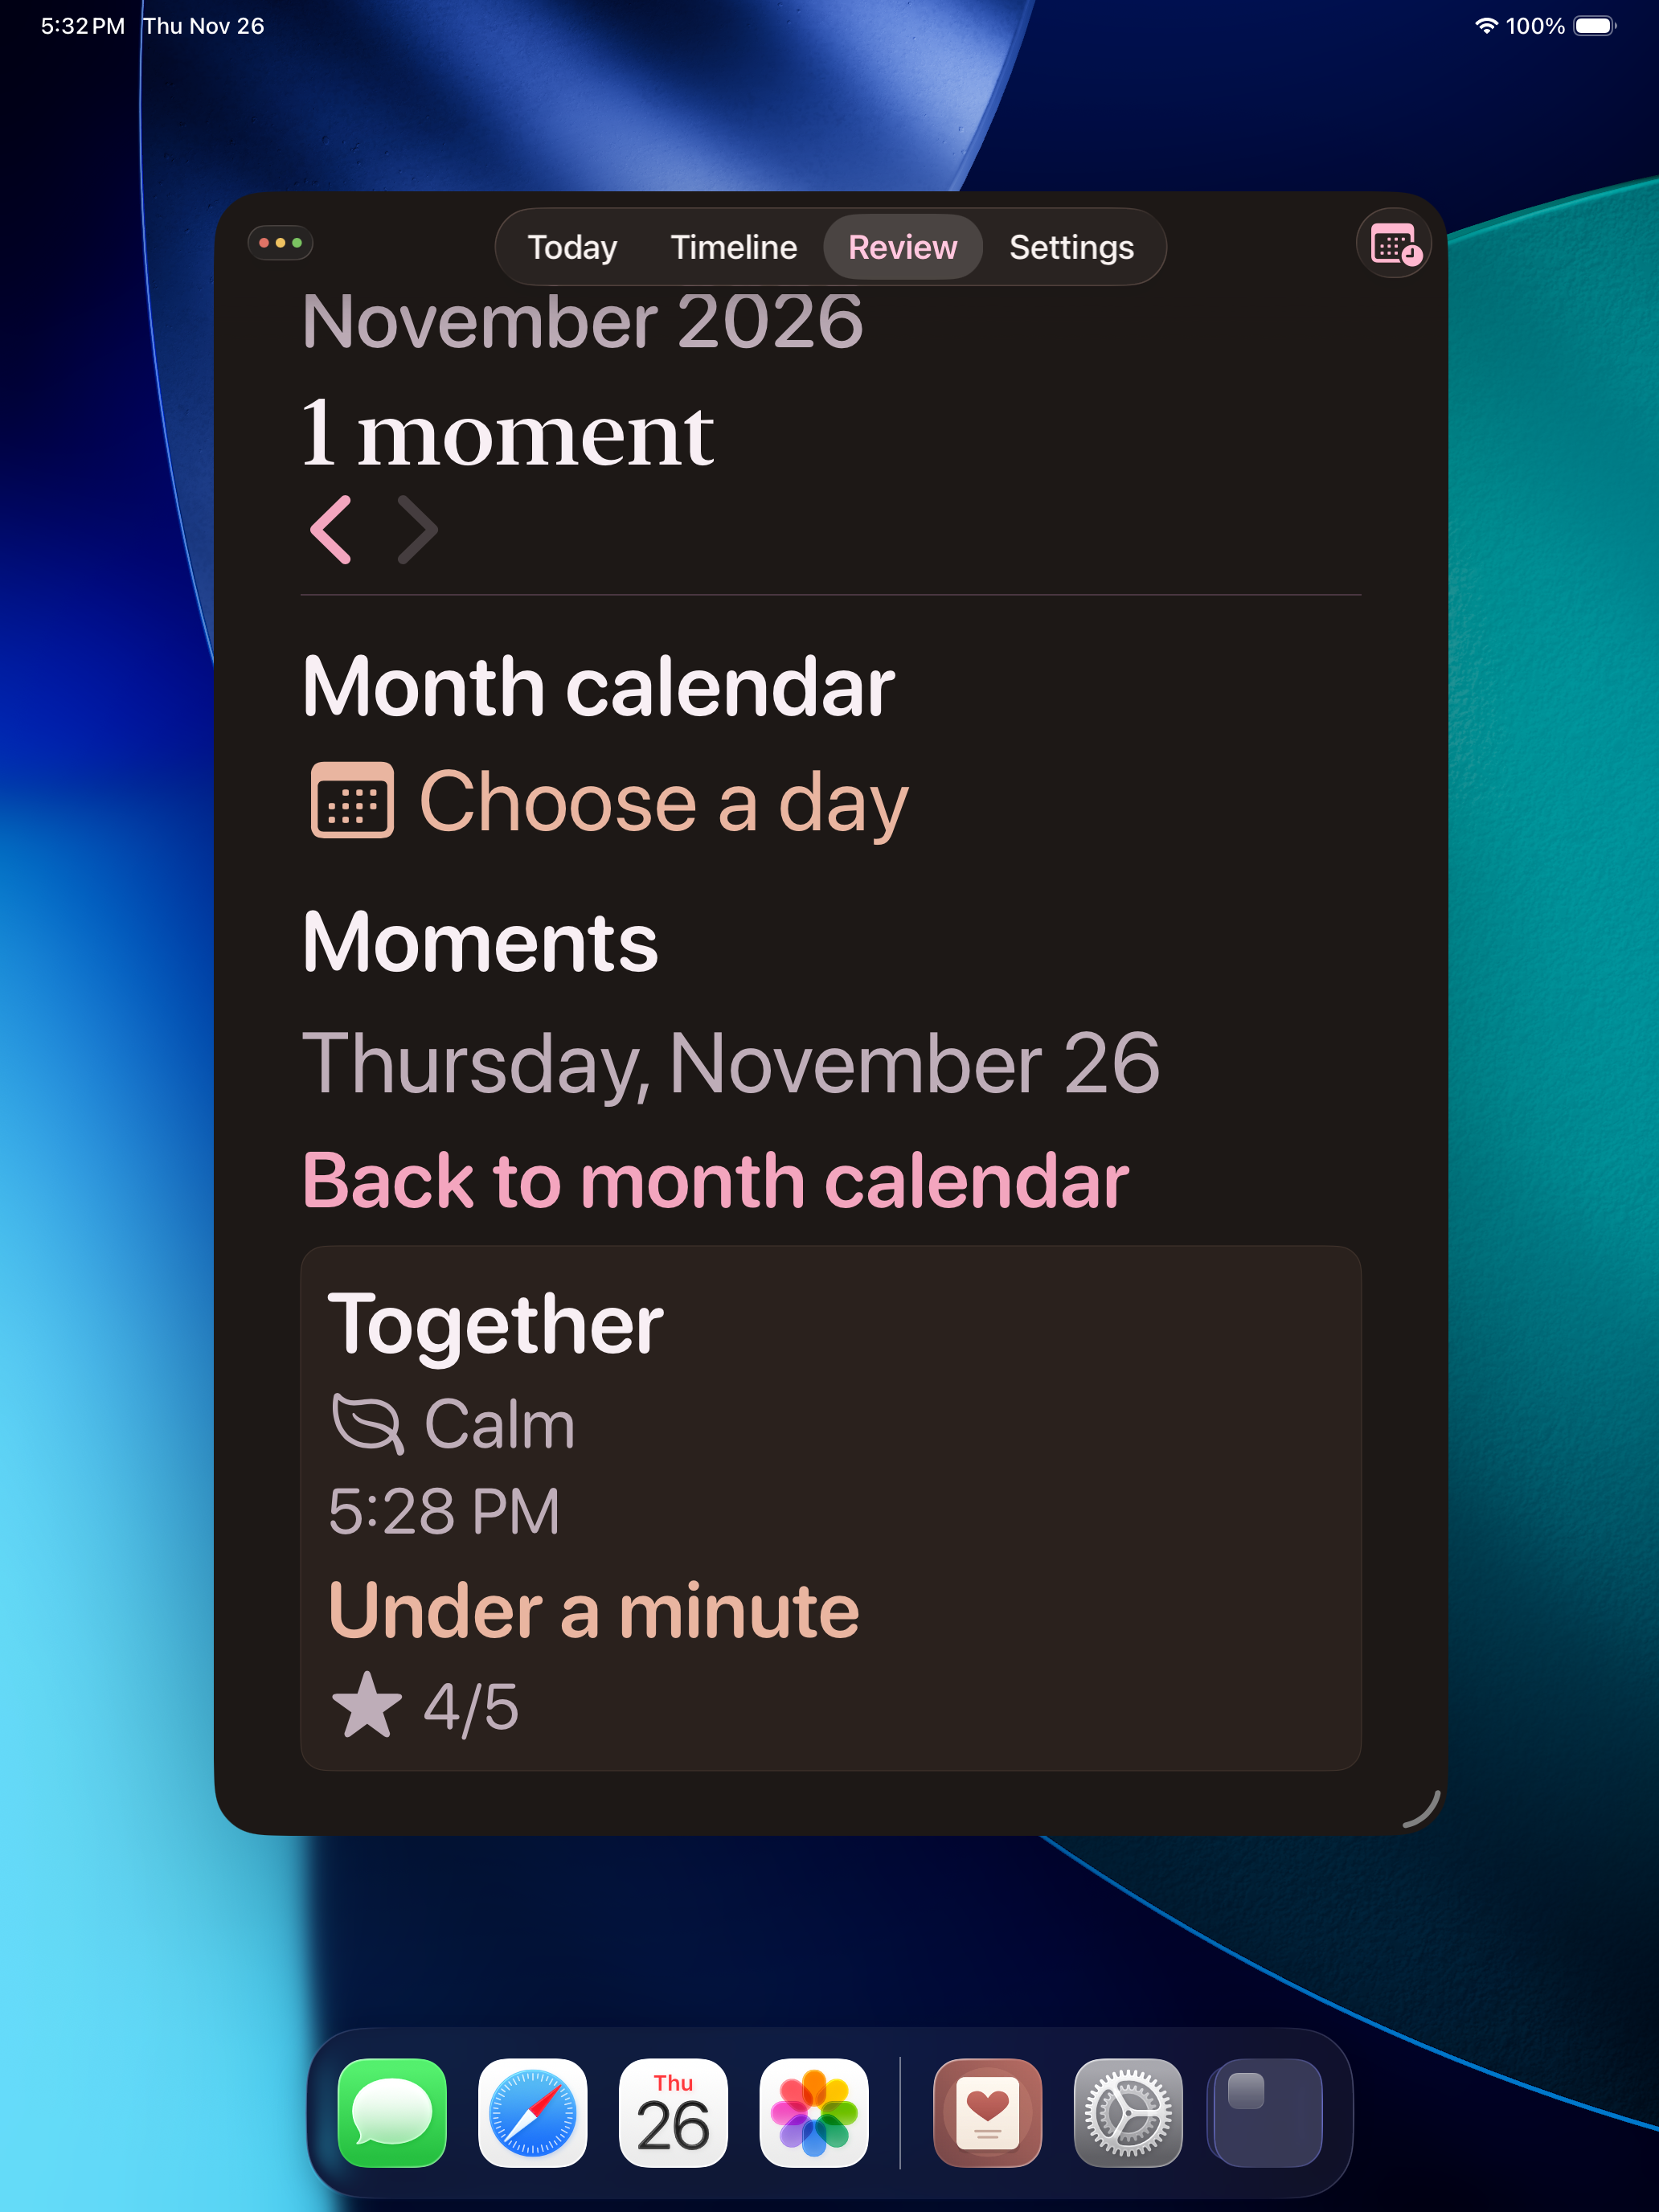 5:32 PM Thu Nov 26
100%
Today Timeline Review Settings
November 2026
1 moment
Month calendar
Choose a day
Moments
Thursday, November 26
Back to month calendar
Together
Calm
5:28 PM
Under a minute
4/5
Thu
26